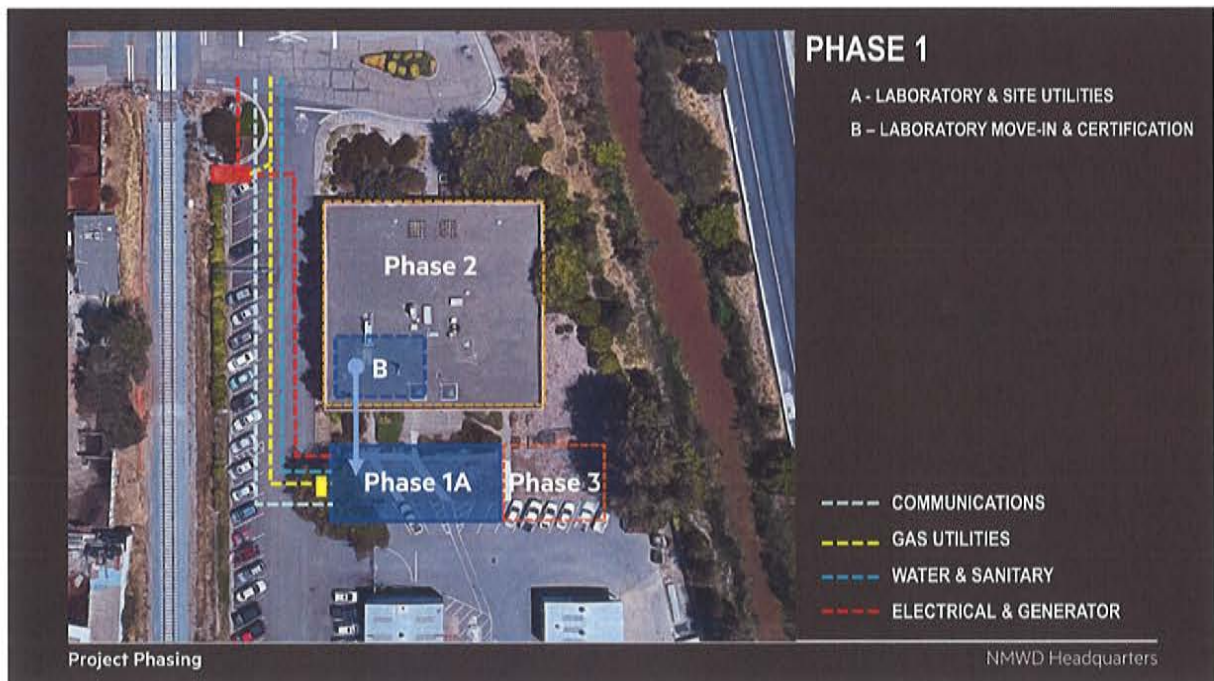 PHASE 1
A - LABORATORY & SITE UTILITIES
B – LABORATORY MOVE-IN & CERTIFICATION
Phase 2
B
Phase 1A
Phase 3
COMMUNICATIONS
GAS UTILITIES
WATER & SANITARY
ELECTRICAL & GENERATOR
Project Phasing
NMWD Headquarters